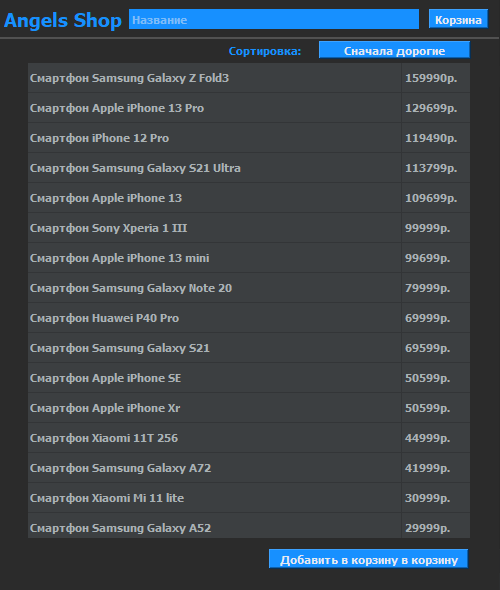 Angels Shop Название Корзина
Сортировка: Сначала дорогие
Смартфон Samsung Galaxy Z Fold3 159990р.
Смартфон Apple iPhone 13 Pro 129699р.
Смартфон iPhone 12 Pro 119490р.
Смартфон Samsung Galaxy S21 Ultra 113799р.
Смартфон Apple iPhone 13 109699р.
Смартфон Sony Xperia 1 III 99999р.
Смартфон Apple iPhone 13 mini 99699р.
Смартфон Samsung Galaxy Note 20 79999р.
Смартфон Huawei P40 Pro 69999р.
Смартфон Samsung Galaxy S21 69599р.
Смартфон Apple iPhone SE 50599р.
Смартфон Apple iPhone Xr 50599р.
Смартфон Xiaomi 11T 256 44999р.
Смартфон Samsung Galaxy A72 41999р.
Смартфон Xiaomi Mi 11 lite 30999р.
Смартфон Samsung Galaxy A52 29999р.
Добавить в корзину в корзину